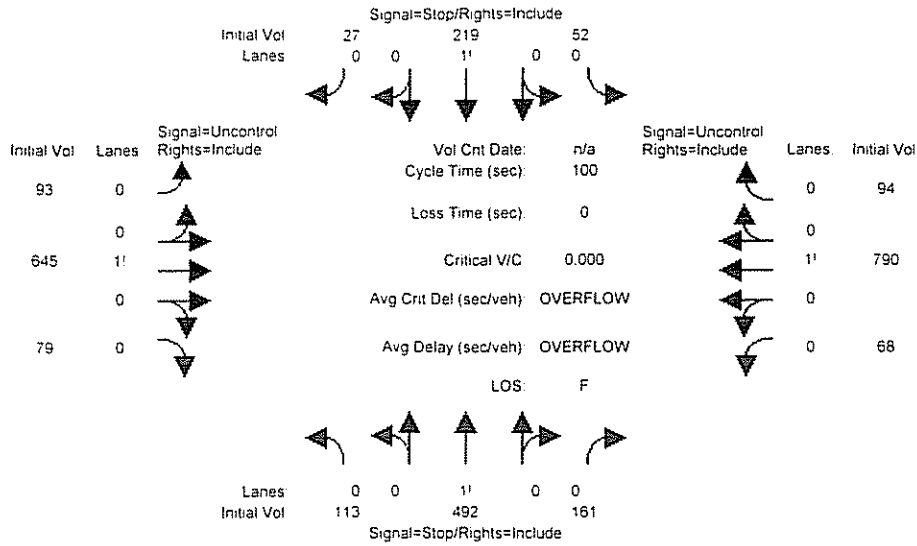 Signal=Stop/Rights=Include
Initial Vol 27 219 52
Lanes 0 0 1! 0 0
Signal=Uncontrol
Initial Vol Lanes Rights=Include
Vol Cnt Date: n/a
Signal=Uncontrol
Rights=Include Lanes: Initial Vol
Cycle Time (sec): 100
93 0
0 94
Loss Time (sec): 0
0
0
645 1!
Critical V/C 0.000
1! 790
0
Avg Crit Del (sec/veh): OVERFLOW
0
79 0
Avg Delay (sec/veh): OVERFLOW
0 68
LOS: F
Lanes: 0 0 1! 0 0
Initial Vol 113 492 161
Signal=Stop/Rights=Include